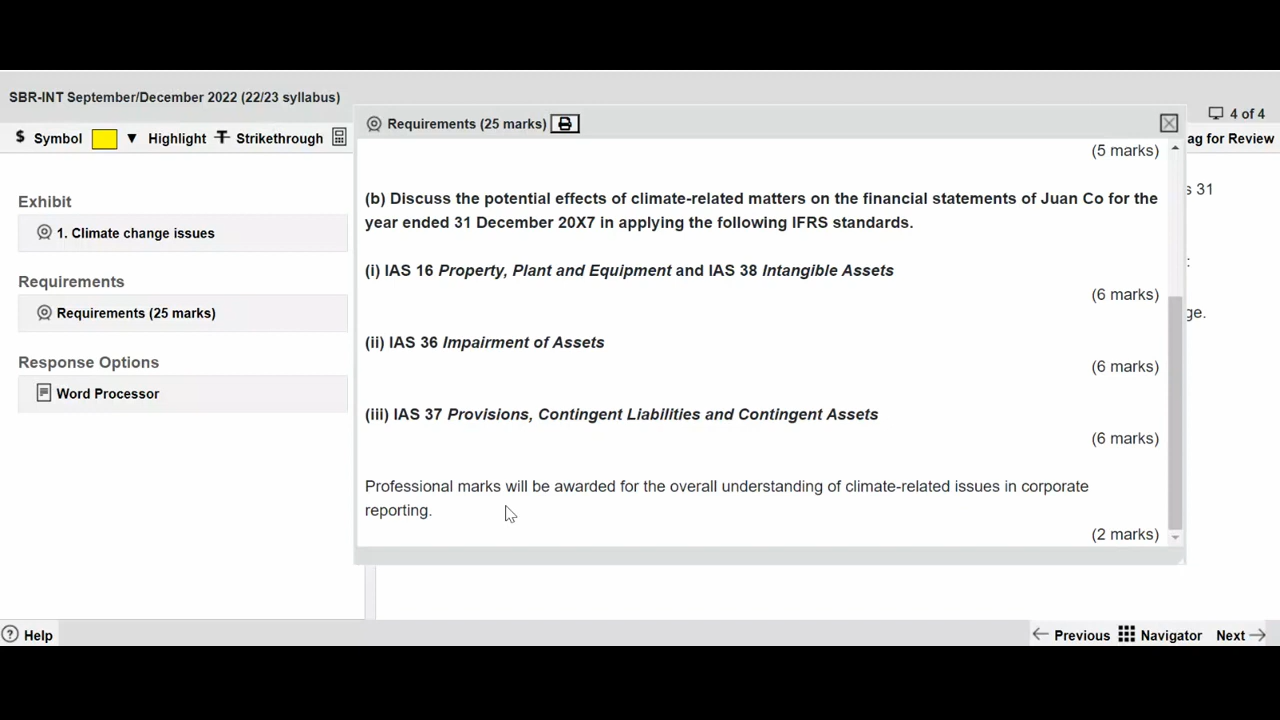 SBR-INT September/December 2022 (22/23 syllabus)
4 of 4
$ Symbol Highlight T Strikethrough
ag for Review
Requirements (25 marks)
Exhibit
1. Climate change issues
Requirements
Requirements (25 marks)
Response Options
Word Processor
(5 marks)
(b) Discuss the potential effects of climate-related matters on the financial statements of Juan Co for the
year ended 31 December 20X7 in applying the following IFRS standards.
(i) IAS 16 Property, Plant and Equipment and IAS 38 Intangible Assets
(6 marks)
(ii) IAS 36 Impairment of Assets
(6 marks)
(iii) IAS 37 Provisions, Contingent Liabilities and Contingent Assets
(6 marks)
Professional marks will be awarded for the overall understanding of climate-related issues in corporate
reporting.
(2 marks)
s 31
:
ge.
? Help
Previous Navigator Next